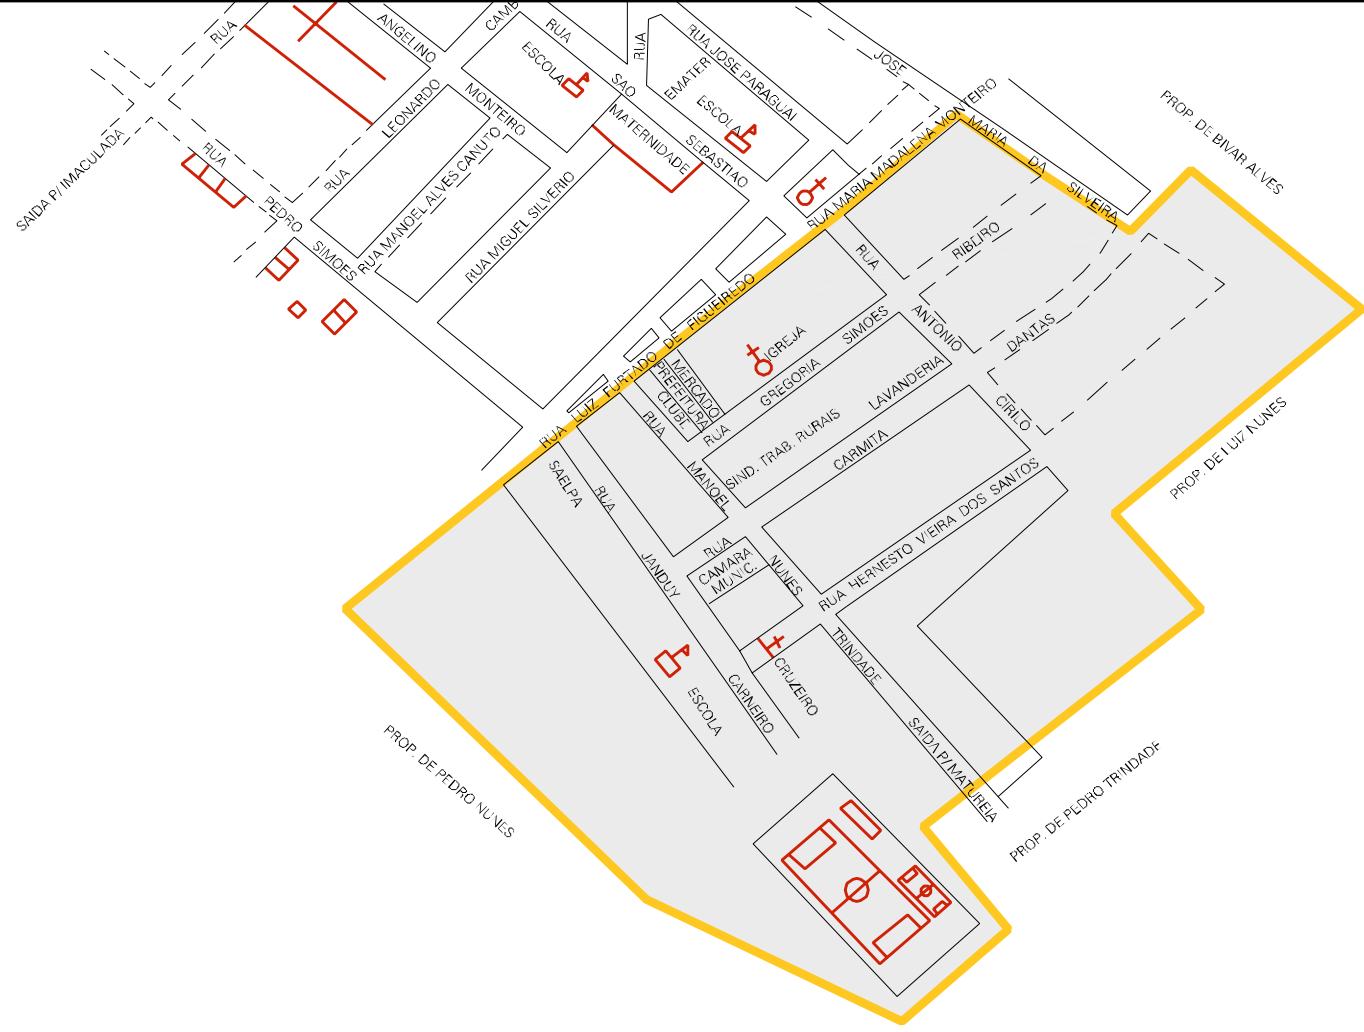 RUA
ANGELINO
CAMB
RUA
ESCOLA
SAO
RUA
RUA JOSE PARAGUAI
EMATER
ESCOLA
JOSE
MONTEIRO
LEONARDO
RUA
MATERNIDADE
SEBASTIAO
SAIDA P/ IMACULADA
RUA
PEDRO
SIMOES
RUA MANOEL ALVES CANUTO
RUA MIGUEL SILVERIO
RUA MARIA MADALENA MONTEIRO
MARIA
DA
SILVEIRA
PROP. DE BIVAR ALVES
RUA
RIBEIRO
ANTONIO
DANTAS
CIRILO
RUA LUIZ FURTADO DE FIGUEIREDO
IGREJA
MERCADO
PREFEITURA
CLUBE
RUA
GREGORIA
SIMOES
RUA
MANOEL
SIND. TRAB. RURAIS
LAVANDERIA
CARMITA
PROP. DE LUIZ NUNES
SAELPA
RUA
JANDUY
CARNEIRO
RUA
CAMARA
MUNIC.
NUNES
RUA HERNESTO VIEIRA DOS SANTOS
TRINDADE
CRUZEIRO
ESCOLA
SAIDA P/ MATUREIA
PROP. DE PEDRO NUNES
PROP. DE PEDRO TRINDADE